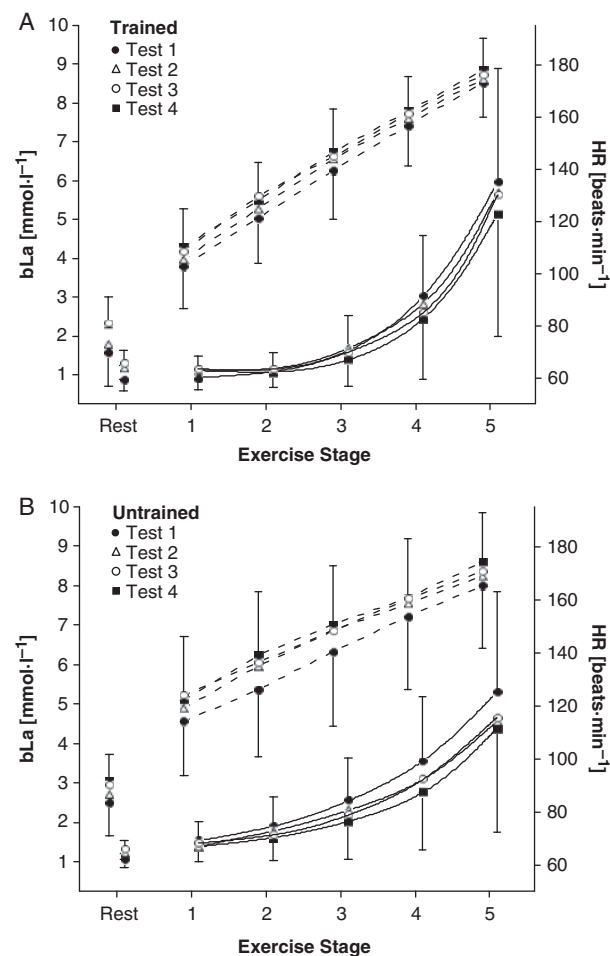 A
Trained
Test 1
Test 2
Test 3
Test 4
10
9
8
7
6
5
4
3
2
1
bLa [mmol·l⁻¹]
180
160
140
120
100
80
60
HR [beats·min⁻¹]
Rest 1 2 3 4 5
Exercise Stage
B
Untrained
Test 1
Test 2
Test 3
Test 4
10
9
8
7
6
5
4
3
2
1
bLa [mmol·l⁻¹]
180
160
140
120
100
80
60
HR [beats·min⁻¹]
Rest 1 2 3 4 5
Exercise Stage